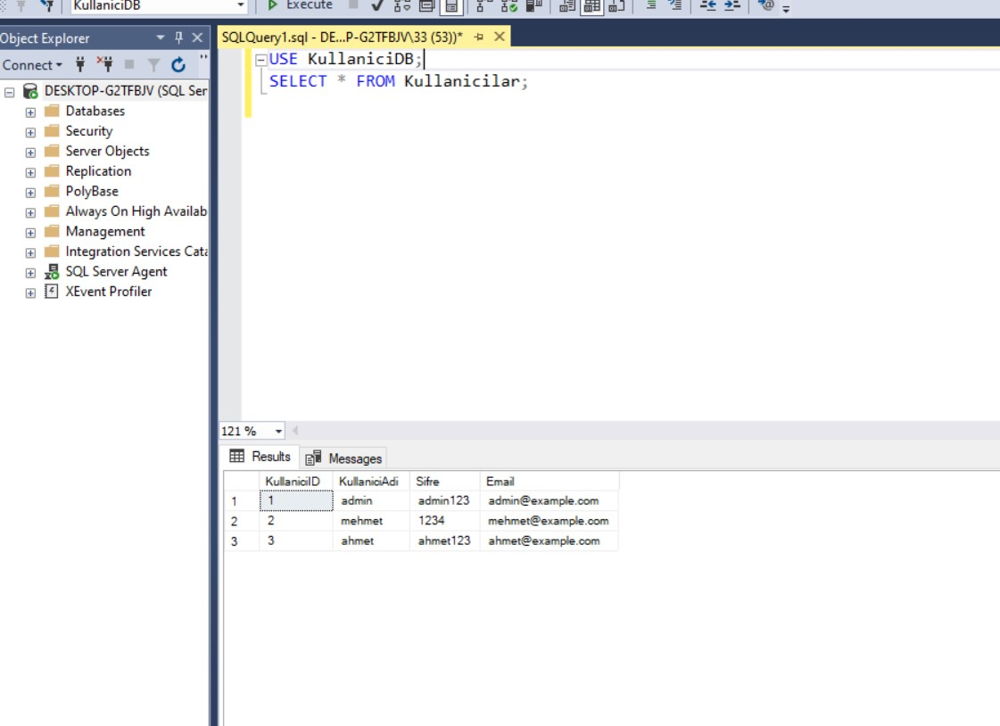 KullaniciDB
Execute
Object Explorer
SQLQuery1.sql - DE...P-G2TFBJV\33 (53))*
Connect
DESKTOP-G2TFBJV (SQL Ser
Databases
Security
Server Objects
Replication
PolyBase
Always On High Availab
Management
Integration Services Cata
SQL Server Agent
XEvent Profiler
USE KullaniciDB;
SELECT * FROM Kullanicilar;
121 %
Results Messages
KullaniciID KullaniciAdi Sifre Email
1 1 admin admin123 admin@example.com
2 2 mehmet 1234 mehmet@example.com
3 3 ahmet ahmet123 ahmet@example.com